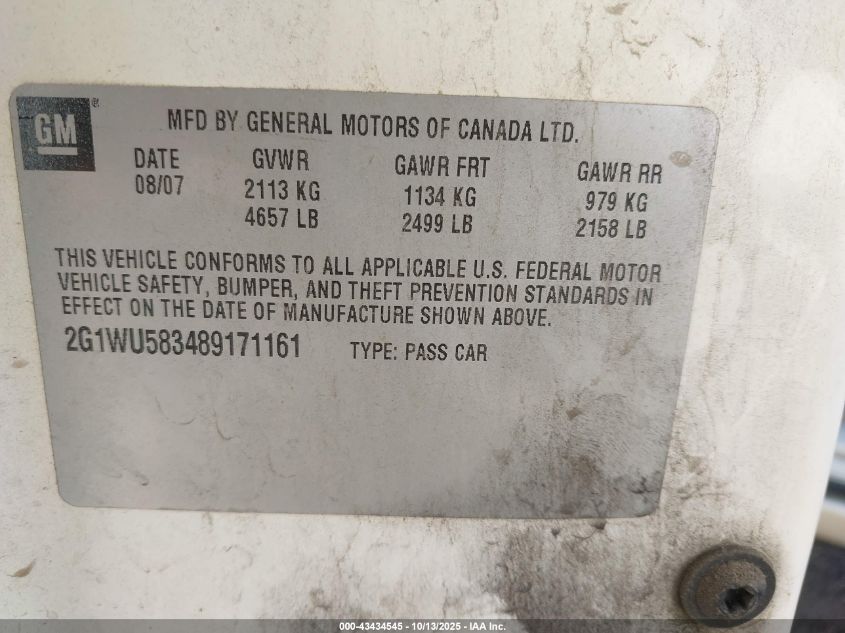 GM®
MFD BY GENERAL MOTORS OF CANADA LTD.
DATE GVWR GAWR FRT GAWR RR
08/07 2113 KG 1134 KG 979 KG
4657 LB 2499 LB 2158 LB
THIS VEHICLE CONFORMS TO ALL APPLICABLE U.S. FEDERAL MOTOR
VEHICLE SAFETY, BUMPER, AND THEFT PREVENTION STANDARDS IN
EFFECT ON THE DATE OF MANUFACTURE SHOWN ABOVE.
2G1WU583489171161 TYPE: PASS CAR
000-43434545 - 10/13/2025 - IAA Inc.